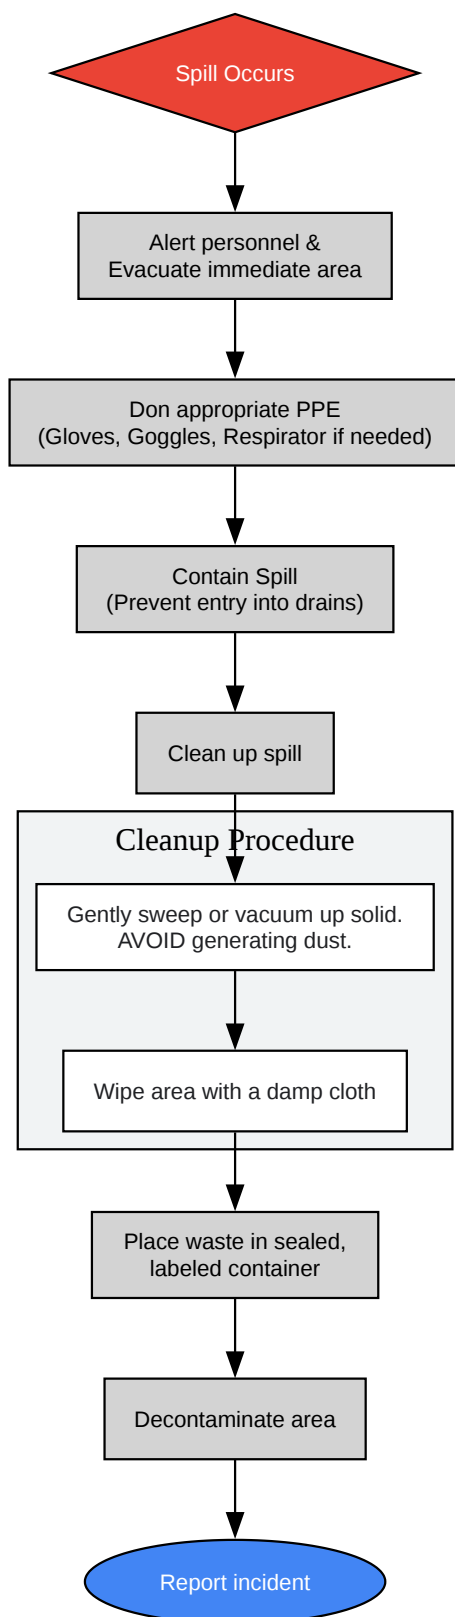 Spill Occurs
Alert personnel &
Evacuate immediate area
Don appropriate PPE
(Gloves, Goggles, Respirator if needed)
Contain Spill
(Prevent entry into drains)
Clean up spill
Cleanup Procedure
Gently sweep or vacuum up solid.
AVOID generating dust.
Wipe area with a damp cloth
Place waste in sealed,
labeled container
Decontaminate area
Report incident